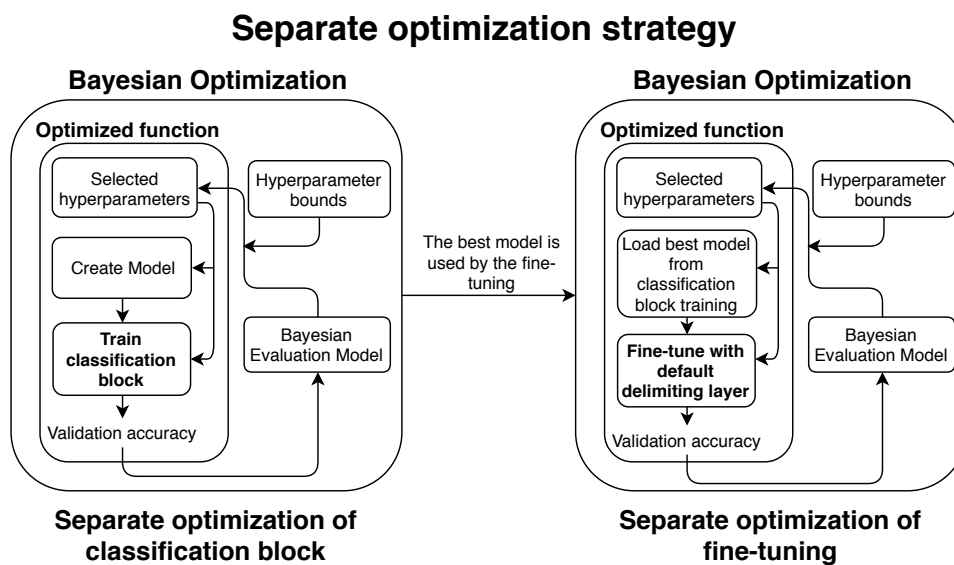 Separate optimization strategy
Bayesian Optimization
Optimized function
Selected
hyperparameters
Hyperparameter
bounds
Create Model
Train
classification
block
Bayesian
Evaluation Model
Validation accuracy
Separate optimization of
classification block
The best model is
used by the fine-
tuning
Bayesian Optimization
Optimized function
Selected
hyperparameters
Hyperparameter
bounds
Load best model
from
classification
block training
Fine-tune with
default
delimiting layer
Bayesian
Evaluation Model
Validation accuracy
Separate optimization of
fine-tuning